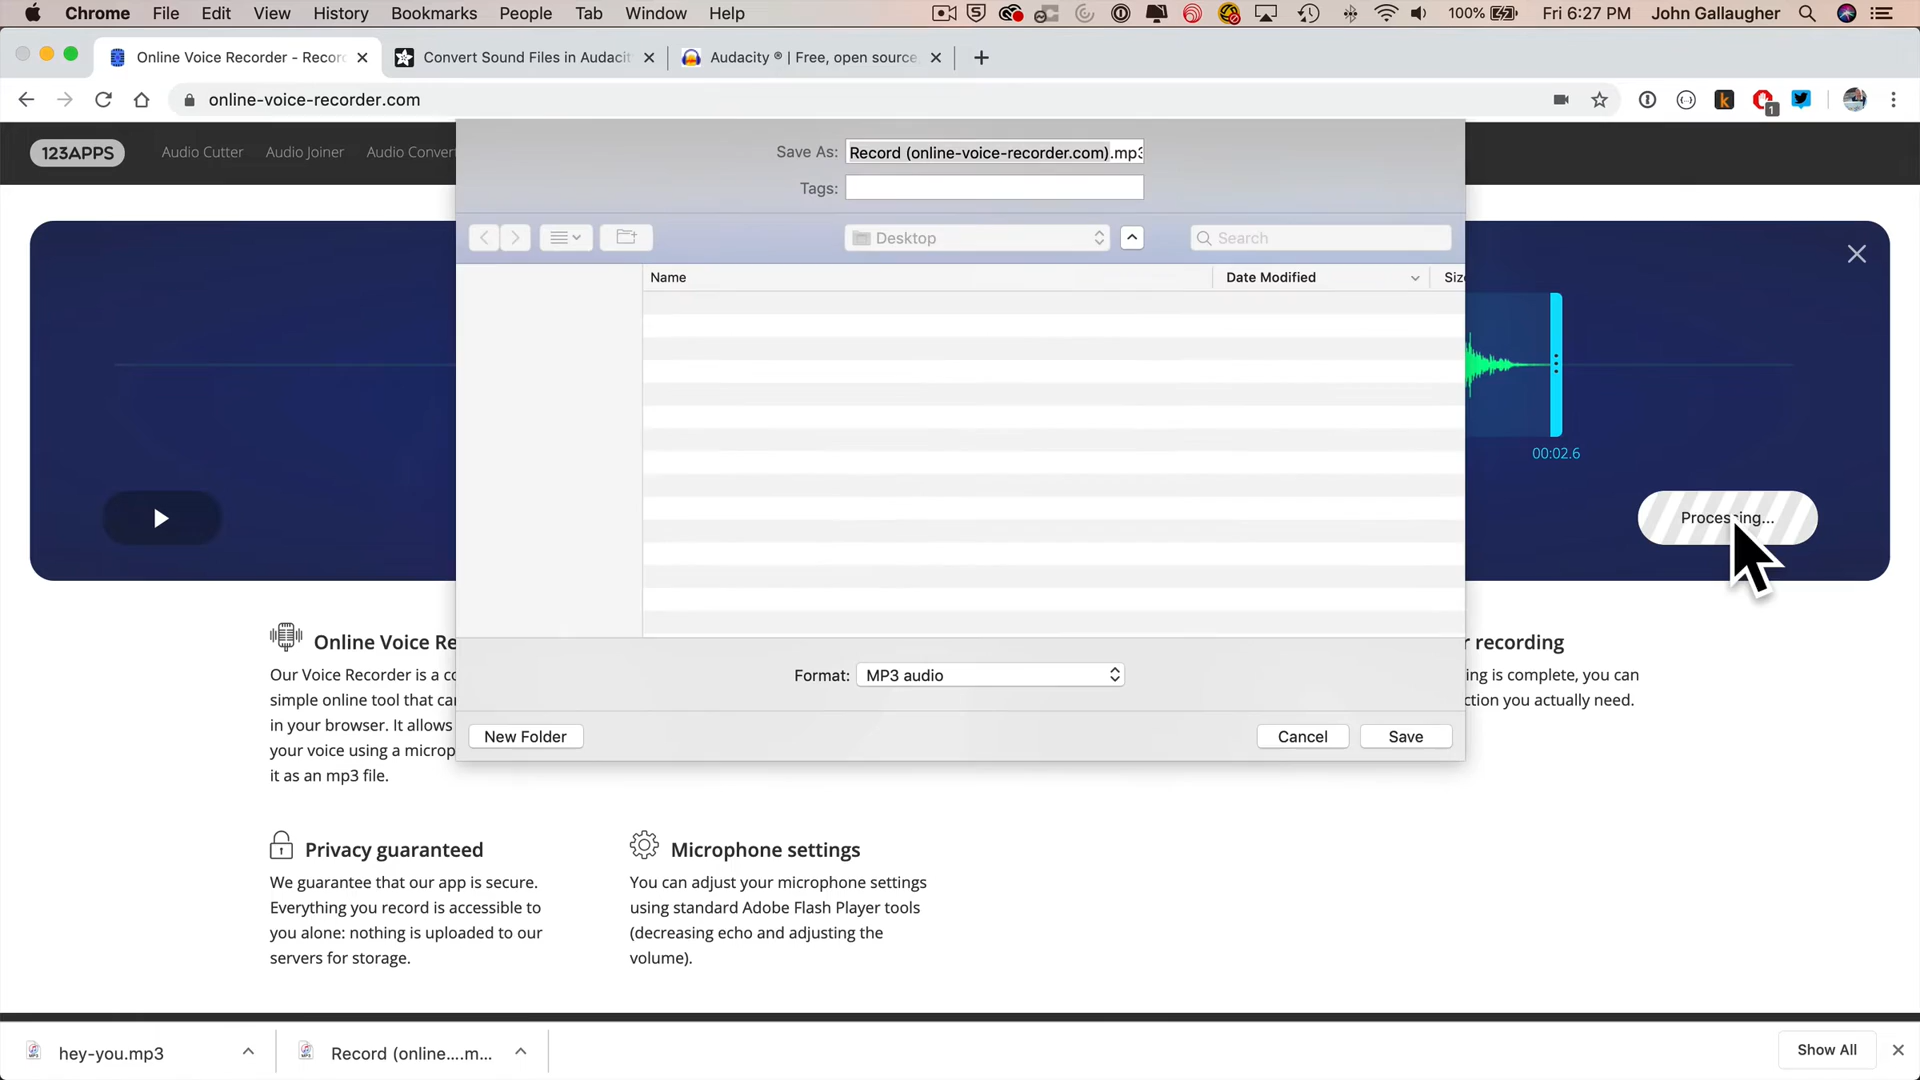 Chrome File Edit View History Bookmarks People Tab Window Help 100% Fri 6:27 PM John Gallaugher
Online Voice Recorder - Recor
Convert Sound Files in Audacit
Audacity ® | Free, open source
online-voice-recorder.com
1
123APPS Audio Cutter Audio Joiner Audio Conver
Save As: Record (online-voice-recorder.com).mp3
Tags:
Desktop
Search
Name Date Modified Size
00:02.6
Processing...
Format: MP3 audio
New Folder Cancel Save
Online Voice Re
Our Voice Recorder is a co
simple online tool that can
in your browser. It allows
your voice using a microp
it as an mp3 file.
r recording
ing is complete, you can
ction you actually need.
Privacy guaranteed
We guarantee that our app is secure.
Everything you record is accessible to
you alone: nothing is uploaded to our
servers for storage.
Microphone settings
You can adjust your microphone settings
using standard Adobe Flash Player tools
(decreasing echo and adjusting the
volume).
hey-you.mp3
Record (online....m...
Show All